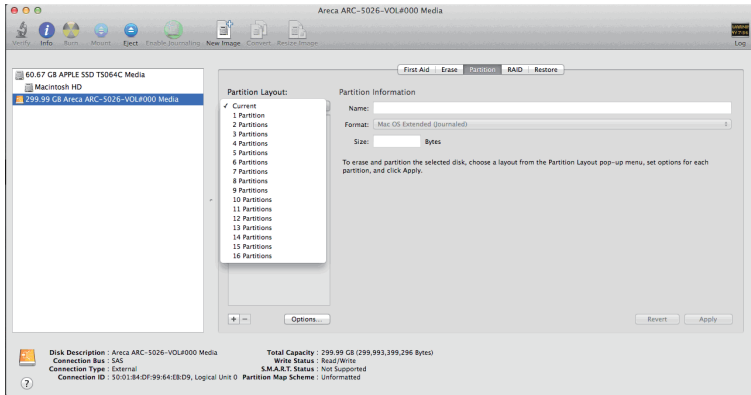 Areca ARC-5026-VOL#000 Media
Verify Info Burn Mount Eject Enable Journaling New Image Convert Resize Image Log
60.67 GB APPLE SSD TS064C Media
Macintosh HD
299.99 GB Areca ARC-5026-VOL#000 Media
First Aid Erase Partition RAID Restore
Partition Layout:
✓ Current
1 Partition
2 Partitions
3 Partitions
4 Partitions
5 Partitions
6 Partitions
7 Partitions
8 Partitions
9 Partitions
10 Partitions
11 Partitions
12 Partitions
13 Partitions
14 Partitions
15 Partitions
16 Partitions
+ − Options...
Partition Information
Name:
Format: Mac OS Extended (Journaled)
Size: Bytes
To erase and partition the selected disk, choose a layout from the Partition Layout pop-up menu, set options for each
partition, and click Apply.
Revert Apply
Disk Description : Areca ARC-5026-VOL#000 Media
Connection Bus : SAS
Connection Type : External
Connection ID : 50:01:B4:DF:99:64:EB:D9, Logical Unit 0
Total Capacity : 299.99 GB (299,993,399,296 Bytes)
Write Status : Read/Write
S.M.A.R.T. Status : Not Supported
Partition Map Scheme : Unformatted
?